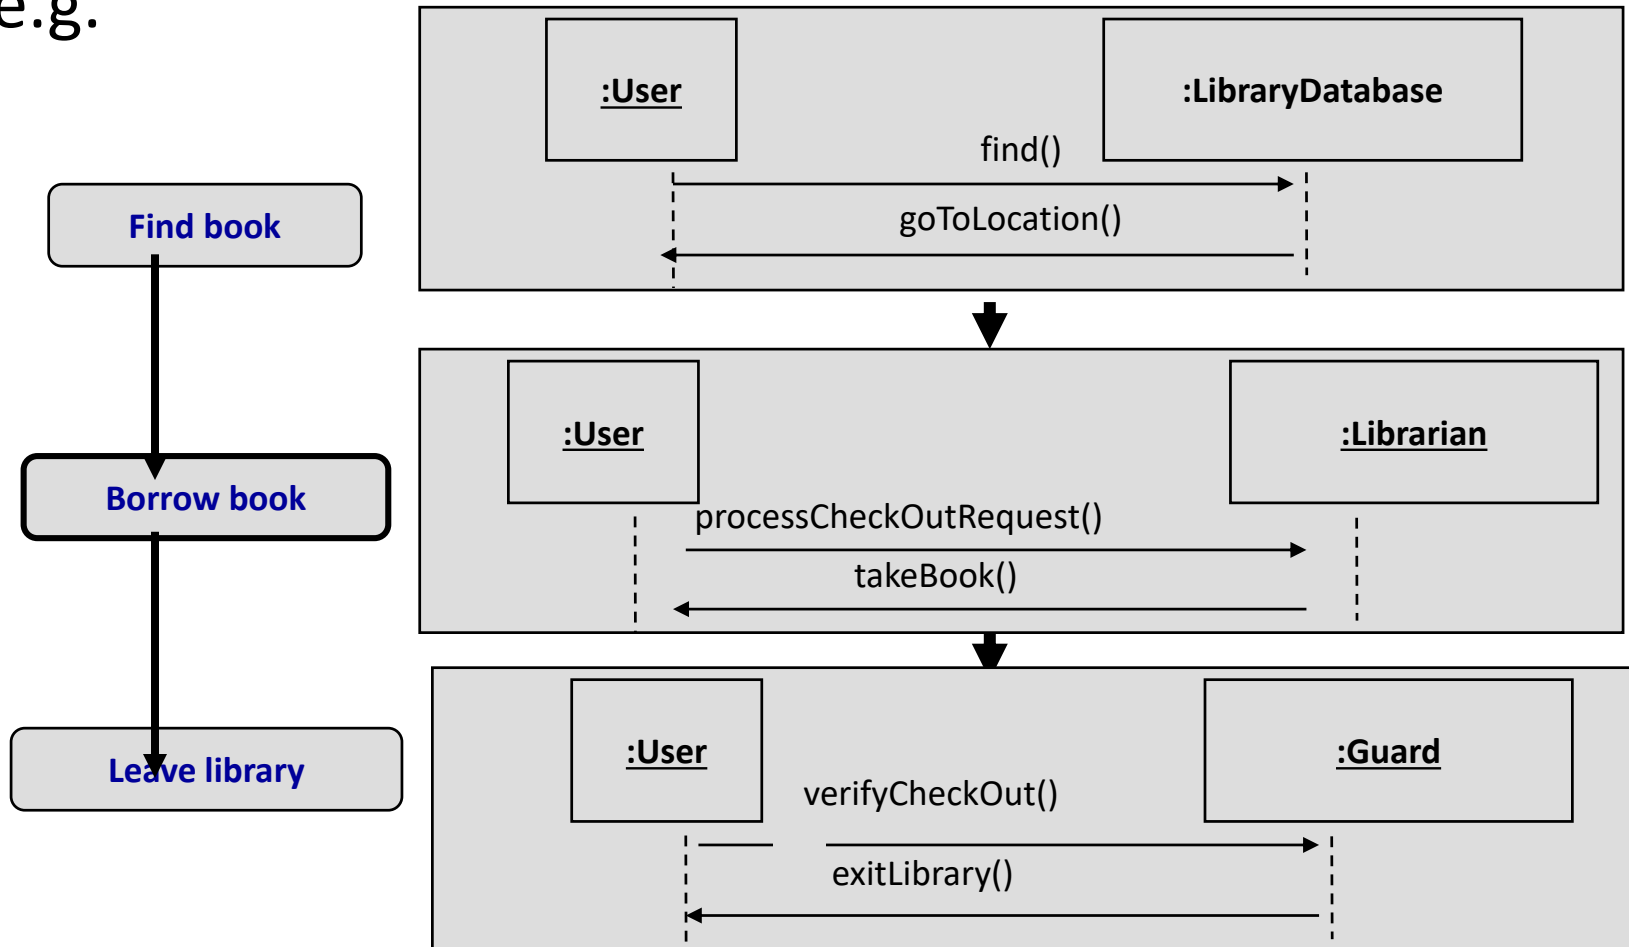 e.g.
:User
:LibraryDatabase
find()
goToLocation()
Find book
:User
:Librarian
processCheckOutRequest()
takeBook()
Borrow book
:User
:Guard
verifyCheckOut()
exitLibrary()
Leave library